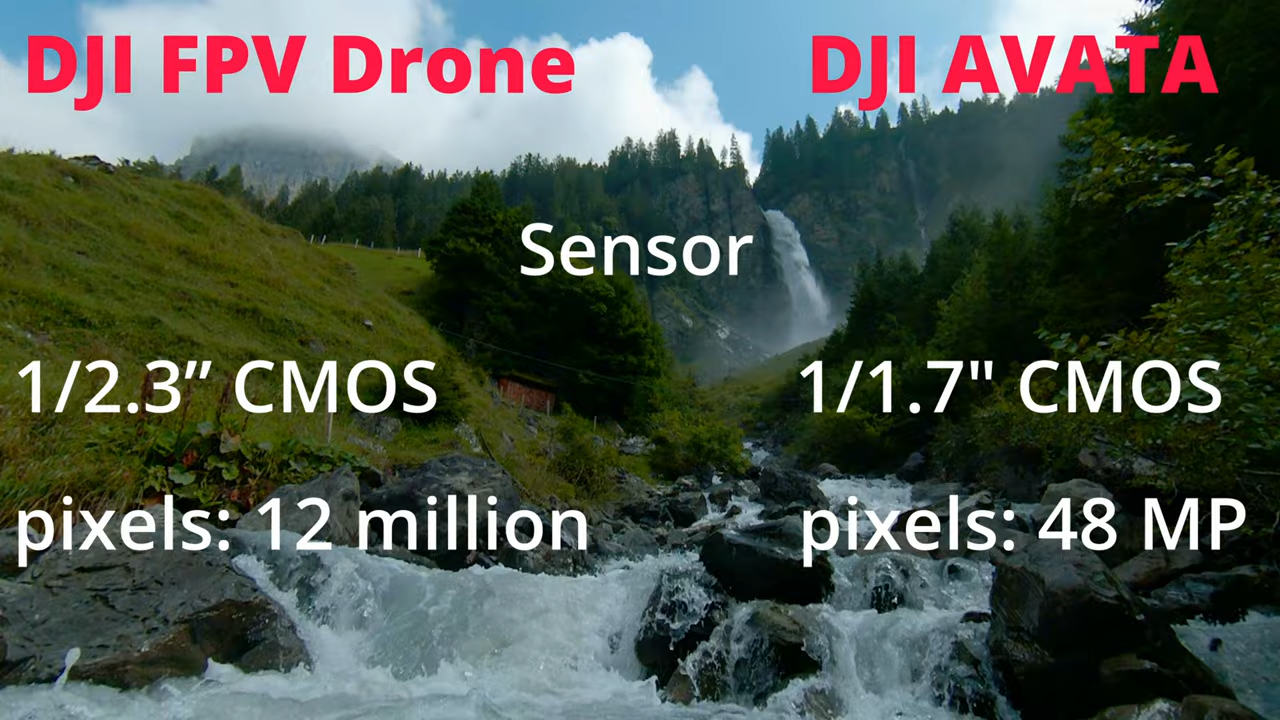 DJI FPV Drone
DJI AVATA
Sensor
1/2.3” CMOS
1/1.7" CMOS
pixels: 12 million
pixels: 48 MP